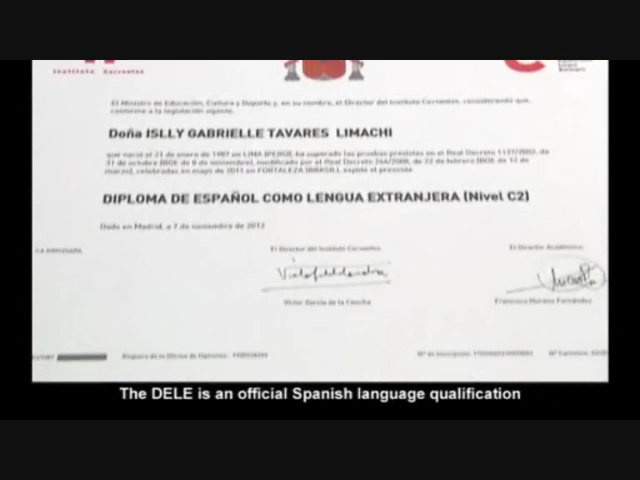 Instituto Cervantes
El Ministro de Educación, Cultura y Deporte y, en su nombre, el Director del Instituto Cervantes, considerando que,
conforme a la legislación vigente,
Doña ISLLY GABRIELLE TAVARES LIMACHI
que nació el 21 de enero de 1987 en LIMA (PERÚ), ha superado las pruebas previstas en el Real Decreto 1137/2002, de
31 de octubre (BOE de 8 de noviembre), modificado por el Real Decreto 264/2008, de 22 de febrero (BOE de 12 de
marzo), celebradas en mayo de 2011 en FORTALEZA (BRASIL), expide el presente
DIPLOMA DE ESPAÑOL COMO LENGUA EXTRANJERA (Nivel C2)
Dado en Madrid, a 7 de noviembre de 2012
La interesada El Director del Instituto Cervantes El Director Académico
Víctor García de la Concha Francisco Moreno Fernández
The DELE is an official Spanish language qualification